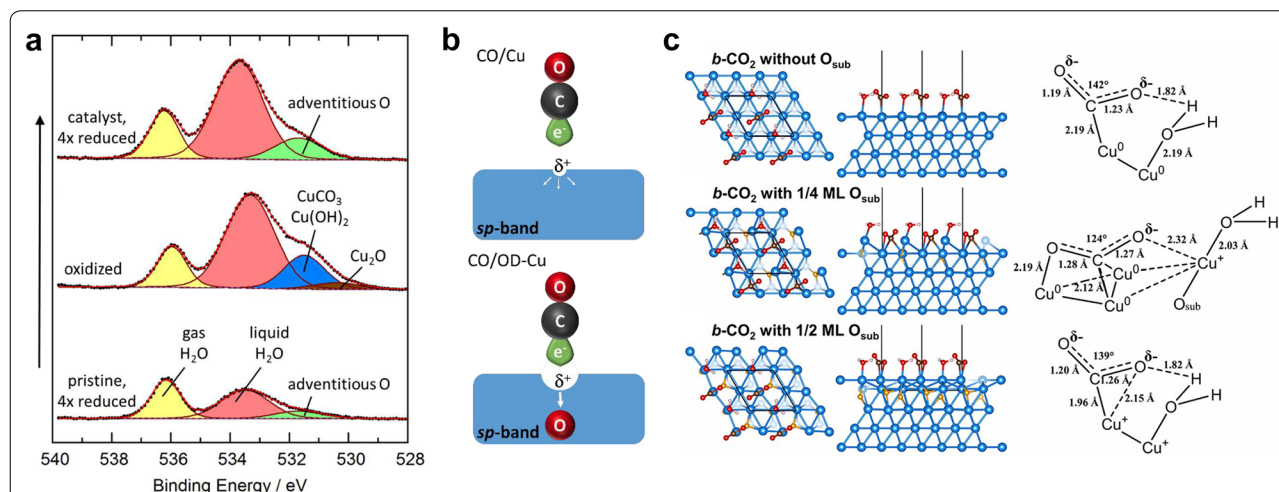 a
catalyst,
4x reduced
adventitious O
CuCO3
Cu(OH)2
Cu2O
oxidized
gas
H2O
liquid
H2O
adventitious O
pristine,
4x reduced
540 538 536 534 532 530 528
Binding Energy / eV
b
CO/Cu
O
C
e-
δ+
sp-band
CO/OD-Cu
O
C
e-
δ+
O
sp-band
c
b-CO2 without Osub
O δ-
142°
O δ-
1.82 Å
1.19 Å
C
1.23 Å
H
H
2.19 Å
O
2.19 Å
Cu0
Cu0
b-CO2 with 1/4 ML Osub
H
O
H
O
124°
O δ-
2.32 Å
2.03 Å
C
1.27 Å
2.19 Å
1.28 Å
Cu0
Cu+
2.12 Å
Cu0
Cu0
Osub
b-CO2 with 1/2 ML Osub
O δ-
139°
O δ-
1.82 Å
1.20 Å
C
1.26 Å
H
H
1.96 Å
2.15 Å
O
Cu+
Cu+